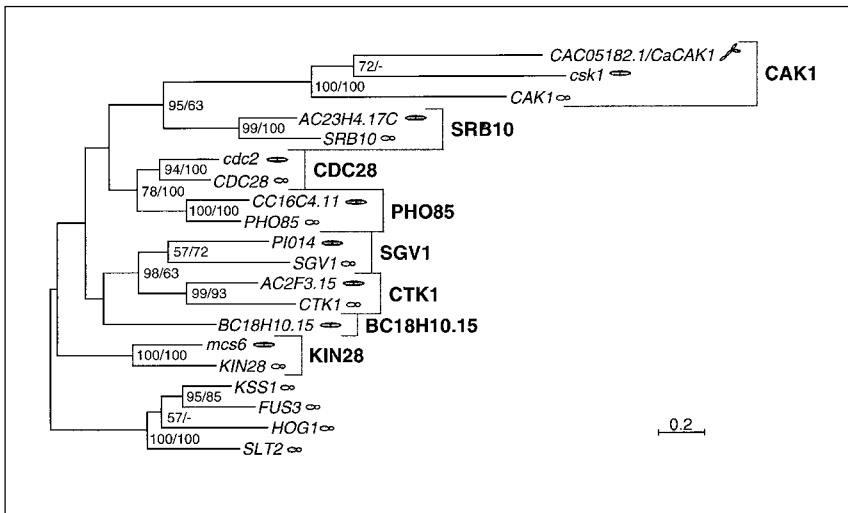 CAC05182.1/CaCAK1
72/-
csk1
CAK1
100/100
CAK1
95/63
AC23H4.17C
99/100
SRB10
SRB10
cdc2
94/100
CDC28
CDC28
78/100
CC16C4.11
100/100
PHO85
PHO85
PI014
57/72
SGV1
SGV1
98/63
AC2F3.15
99/93
CTK1
CTK1
BC18H10.15
BC18H10.15
mcs6
100/100
KIN28
KIN28
KSS1
95/85
FUS3
57/-
HOG1
0.2
100/100
SLT2